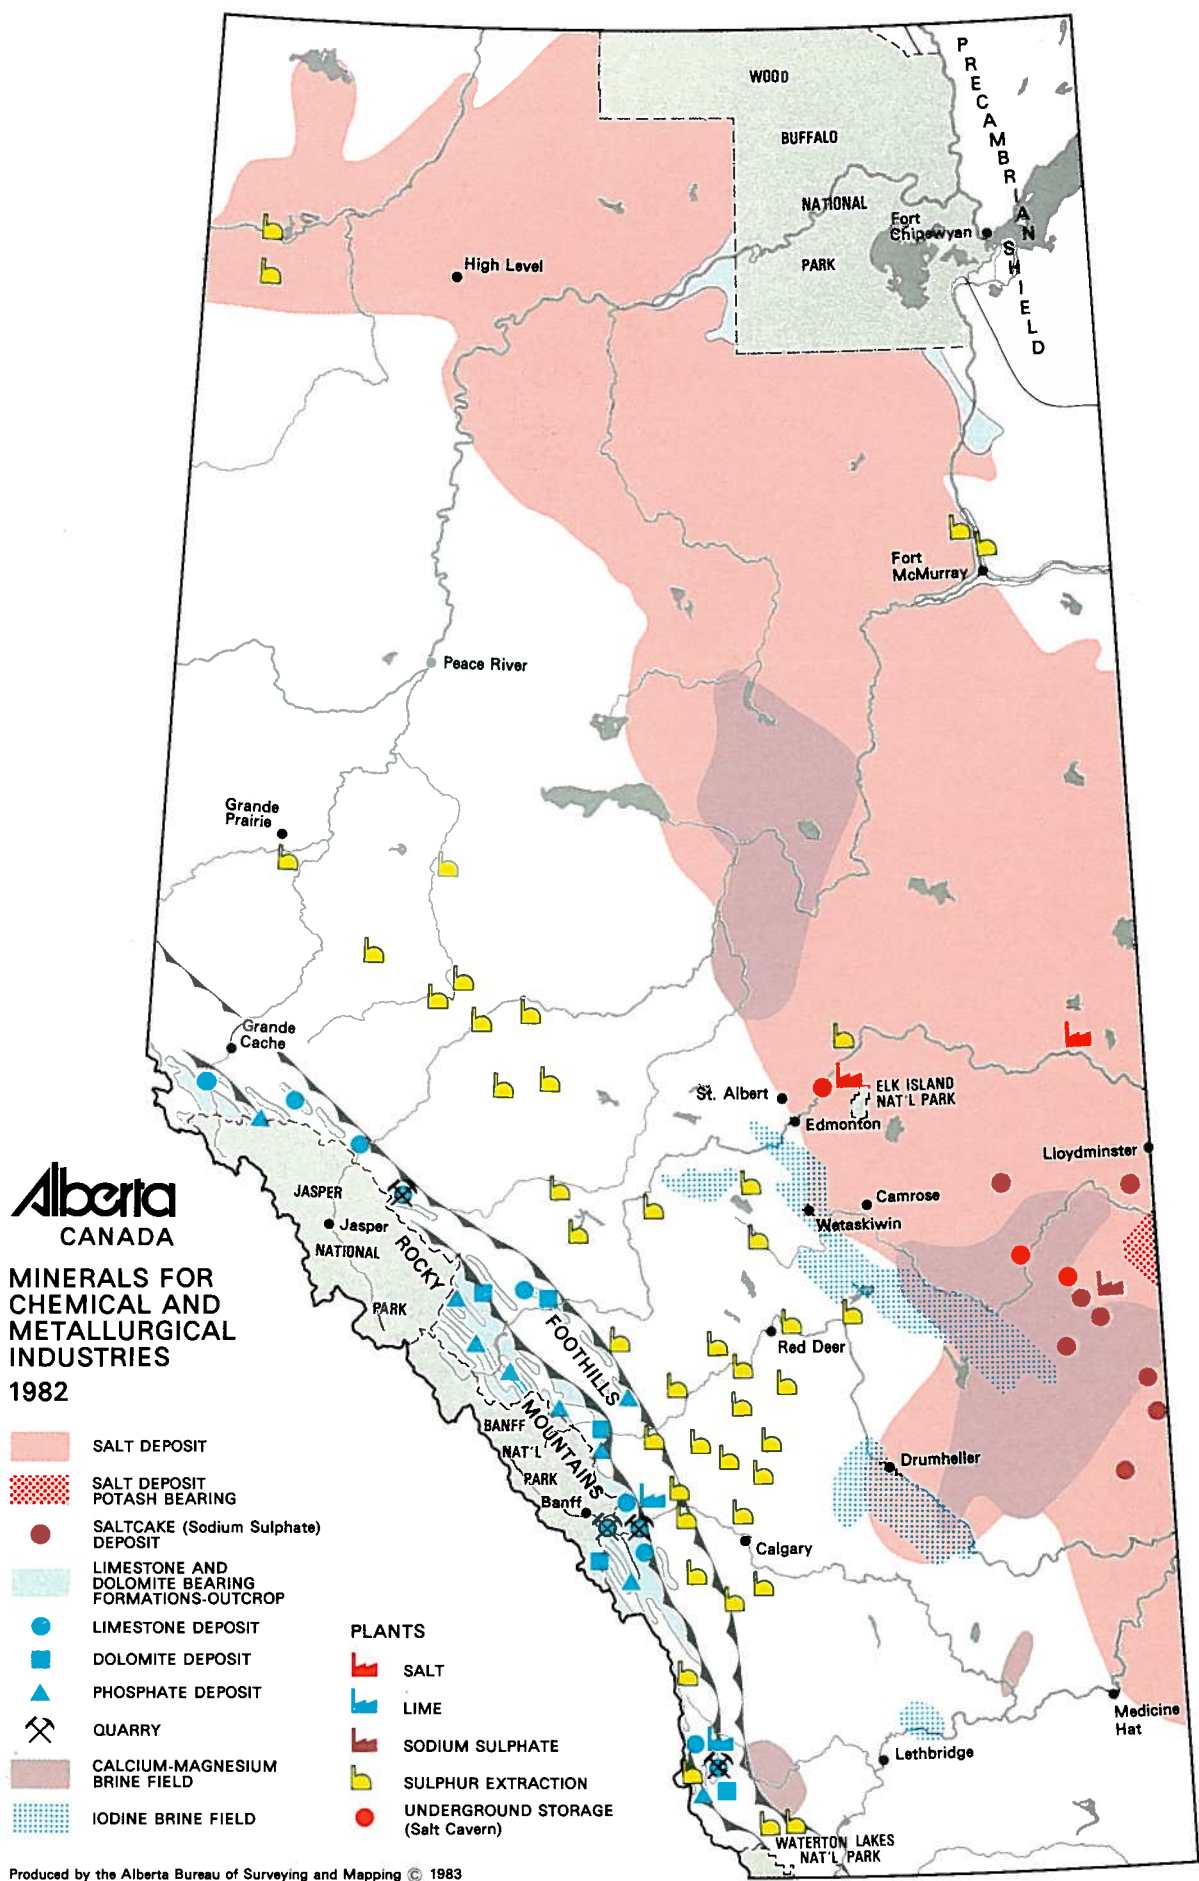 WOOD
BUFFALO
NATIONAL
PARK
PRECAMBRIAN SHIELD
Fort
Chipewyan
High Level
Fort
McMurray
Peace River
Grande
Prairie
Grande
Cache
St. Albert
ELK ISLAND
NAT'L PARK
Edmonton
Lloydminster
Camrose
Wetaskiwin
JASPER
Jasper
NATIONAL
PARK
ROCKY
MOUNTAINS
FOOTHILLS
Red Deer
BANFF
NAT'L
PARK
Banff
Drumheller
Calgary
Medicine
Hat
Lethbridge
WATERTON LAKES
NAT'L PARK
Alberta
CANADA
MINERALS FOR
CHEMICAL AND
METALLURGICAL
INDUSTRIES
1982
SALT DEPOSIT
SALT DEPOSIT
POTASH BEARING
SALTCAKE (Sodium Sulphate)
DEPOSIT
LIMESTONE AND
DOLOMITE BEARING
FORMATIONS-OUTCROP
LIMESTONE DEPOSIT
DOLOMITE DEPOSIT
PHOSPHATE DEPOSIT
QUARRY
CALCIUM-MAGNESIUM
BRINE FIELD
IODINE BRINE FIELD
PLANTS
SALT
LIME
SODIUM SULPHATE
SULPHUR EXTRACTION
UNDERGROUND STORAGE
(Salt Cavern)
Produced by the Alberta Bureau of Surveying and Mapping © 1983